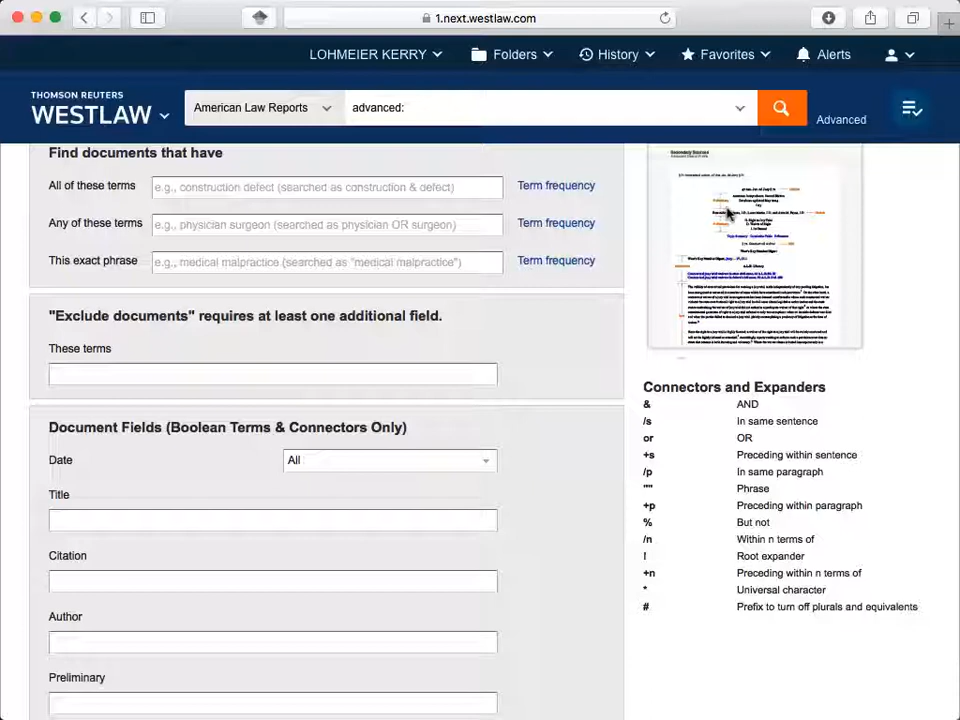 1.next.westlaw.com
LOHMEIER KERRY Folders History Favorites Alerts
THOMSON REUTERS
WESTLAW
American Law Reports advanced: Advanced
Find documents that have
All of these terms e.g., construction defect (searched as construction & defect) Term frequency
Any of these terms e.g., physician surgeon (searched as physician OR surgeon) Term frequency
This exact phrase e.g., medical malpractice (searched as "medical malpractice") Term frequency
"Exclude documents" requires at least one additional field.
These terms
Document Fields (Boolean Terms & Connectors Only)
Date All
Title
Citation
Author
Preliminary
Secondary Sources
Connectors and Expanders
& AND
/s In same sentence
or OR
+s Preceding within sentence
/p In same paragraph
"" Phrase
+p Preceding within paragraph
% But not
/n Within n terms of
! Root expander
+n Preceding within n terms of
* Universal character
# Prefix to turn off plurals and equivalents